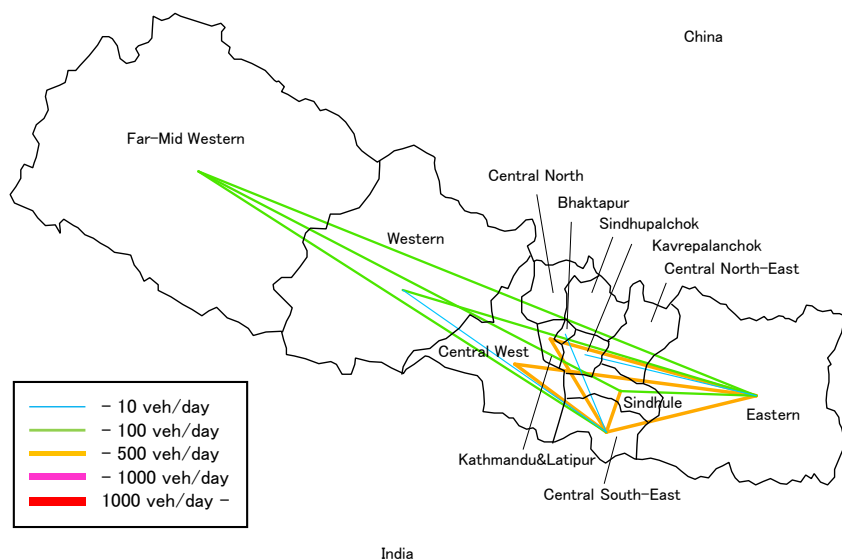 China
Far-Mid Western
Central North
Bhaktapur
Sindhupalchok
Kavrepalanchok
Central North-East
Western
Central West
Sindhule
Eastern
Kathmandu&Latipur
Central South-East
- 10 veh/day
- 100 veh/day
- 500 veh/day
- 1000 veh/day
1000 veh/day -
India